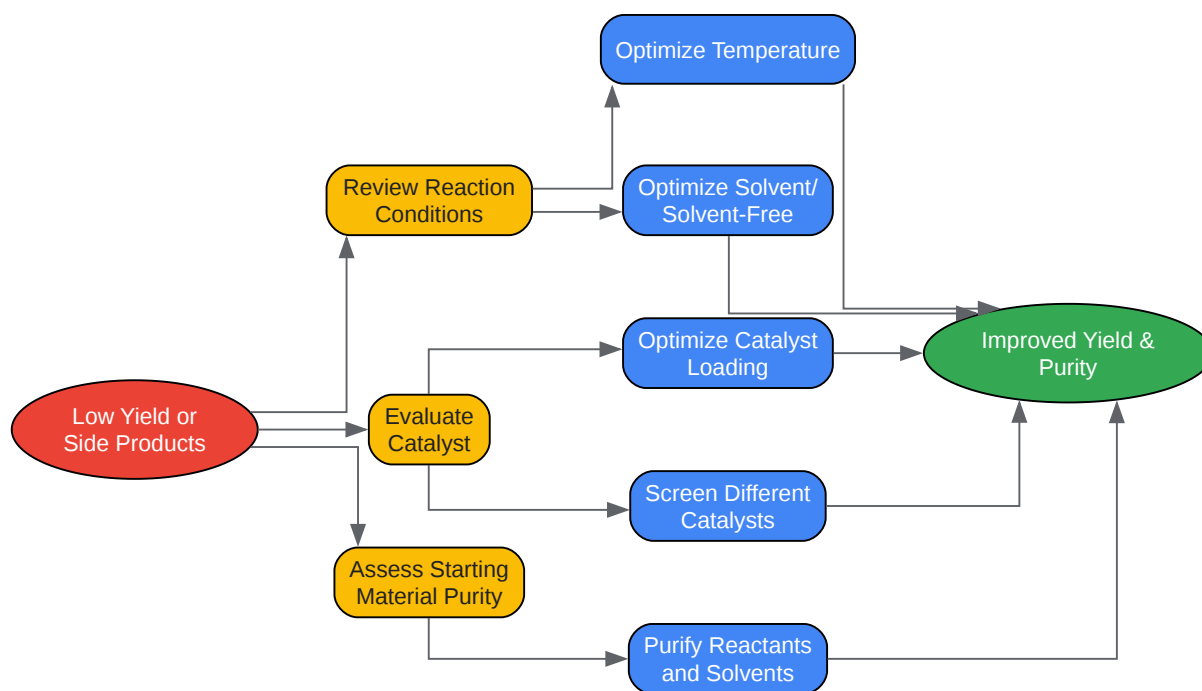 Optimize Temperature
Review Reaction
Conditions
Optimize Solvent/
Solvent-Free
Optimize Catalyst
Loading
Improved Yield &
Purity
Low Yield or
Side Products
Evaluate
Catalyst
Screen Different
Catalysts
Assess Starting
Material Purity
Purify Reactants
and Solvents